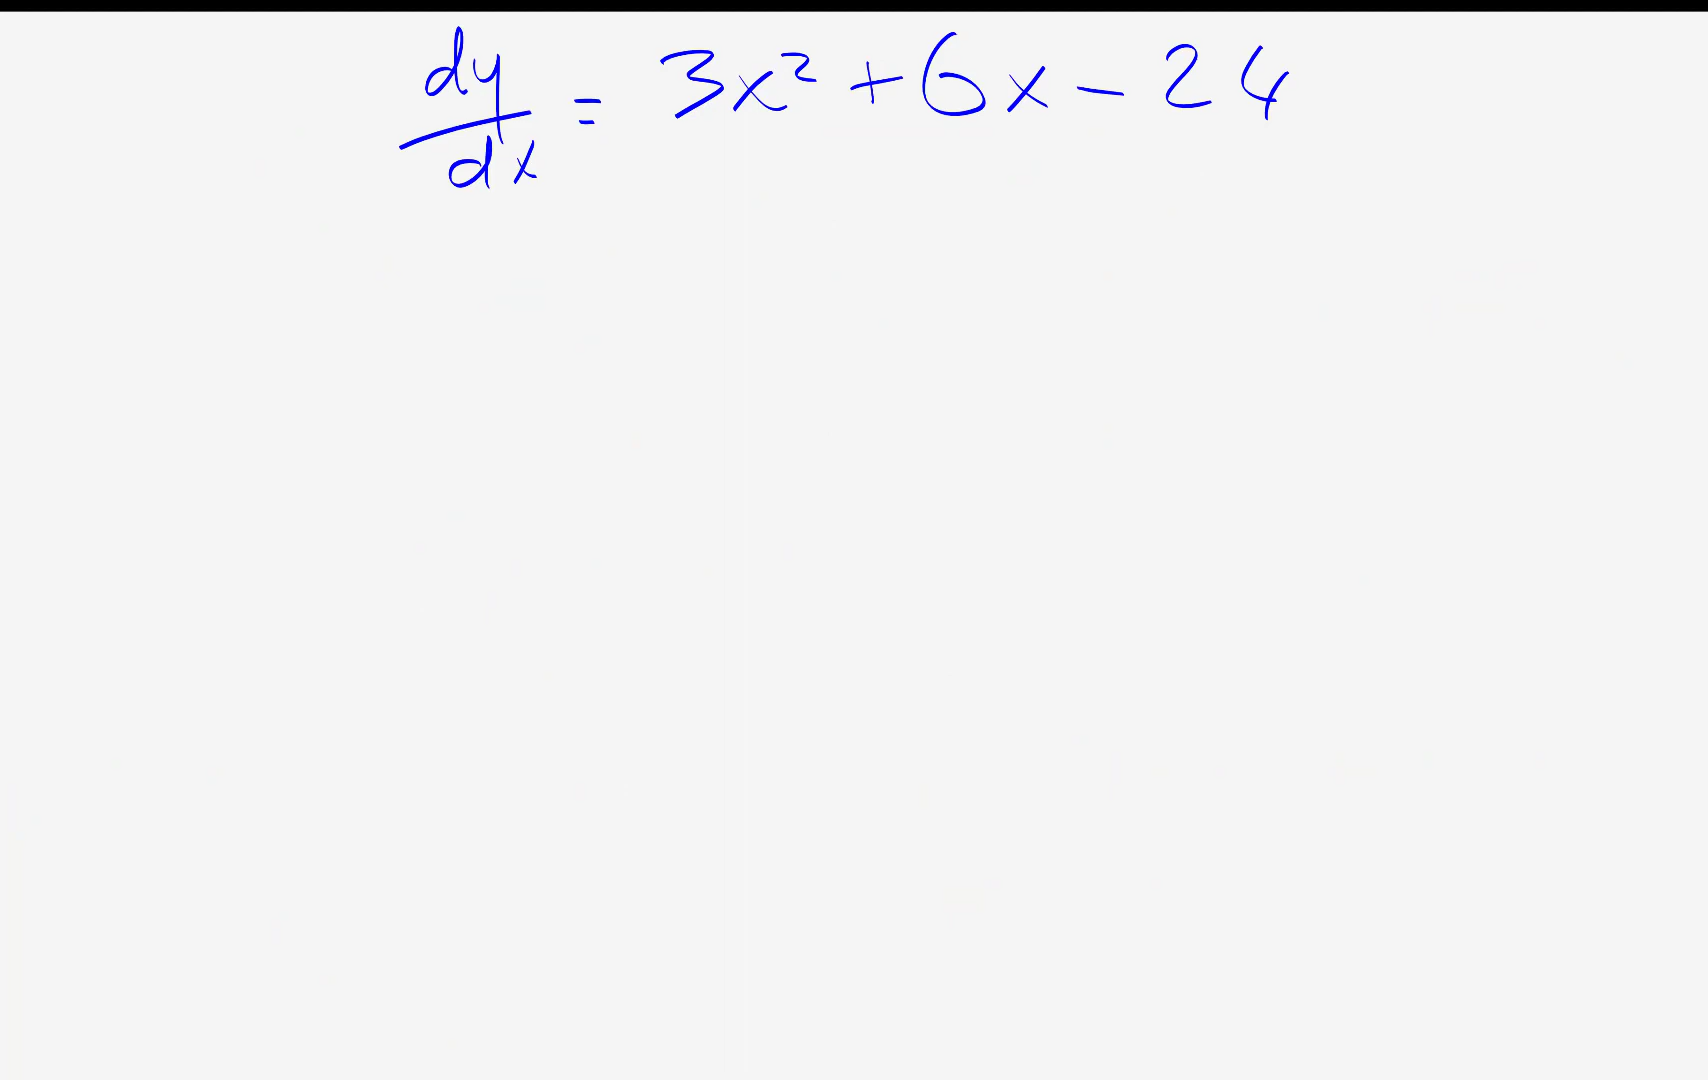 dy/dx = 3x² + 6x - 24